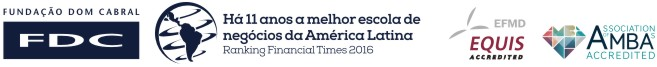 FUNDAÇÃO DOM CABRAL
FDC
Há 11 anos a melhor escola de
negócios da América Latina
Ranking Financial Times 2016
EFMD
EQUIS
ACCREDITED
ASSOCIATION
AMBA'S
ACCREDITED